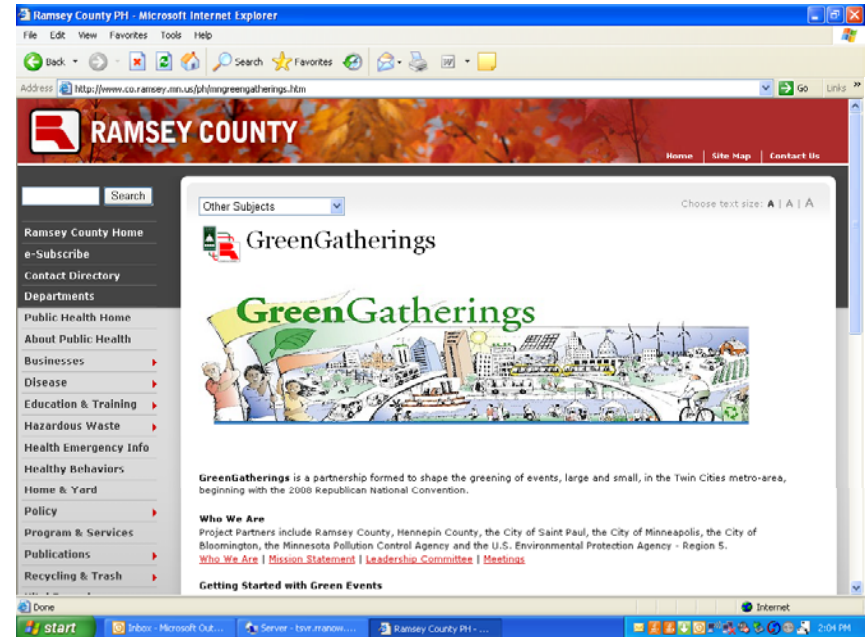 Ramsey County PH - Microsoft Internet Explorer
File Edit View Favorites Tools Help
Back Search Favorites
Address http://www.co.ramsey.mn.us/ph/mngreengatherings.htm Go Links »
RAMSEY COUNTY
Home | Site Map | Contact Us
Search
Other Subjects
Choose text size: A | A | A
Ramsey County Home
e-Subscribe
Contact Directory
Departments
Public Health Home
About Public Health
Businesses
Disease
Education & Training
Hazardous Waste
Health Emergency Info
Healthy Behaviors
Home & Yard
Policy
Program & Services
Publications
Recycling & Trash
GreenGatherings
GreenGatherings
GreenGatherings is a partnership formed to shape the greening of events, large and small, in the Twin Cities metro-area,
beginning with the 2008 Republican National Convention.
Who We Are
Project Partners include Ramsey County, Hennepin County, the City of Saint Paul, the City of Minneapolis, the City of
Bloomington, the Minnesota Pollution Control Agency and the U.S. Environmental Protection Agency - Region 5.
Who We Are | Mission Statement | Leadership Committee | Meetings
Getting Started with Green Events
Done Internet
start Inbox - Microsoft Out... Server - tsvr.rranow.... Ramsey County PH - ... 2:04 PM